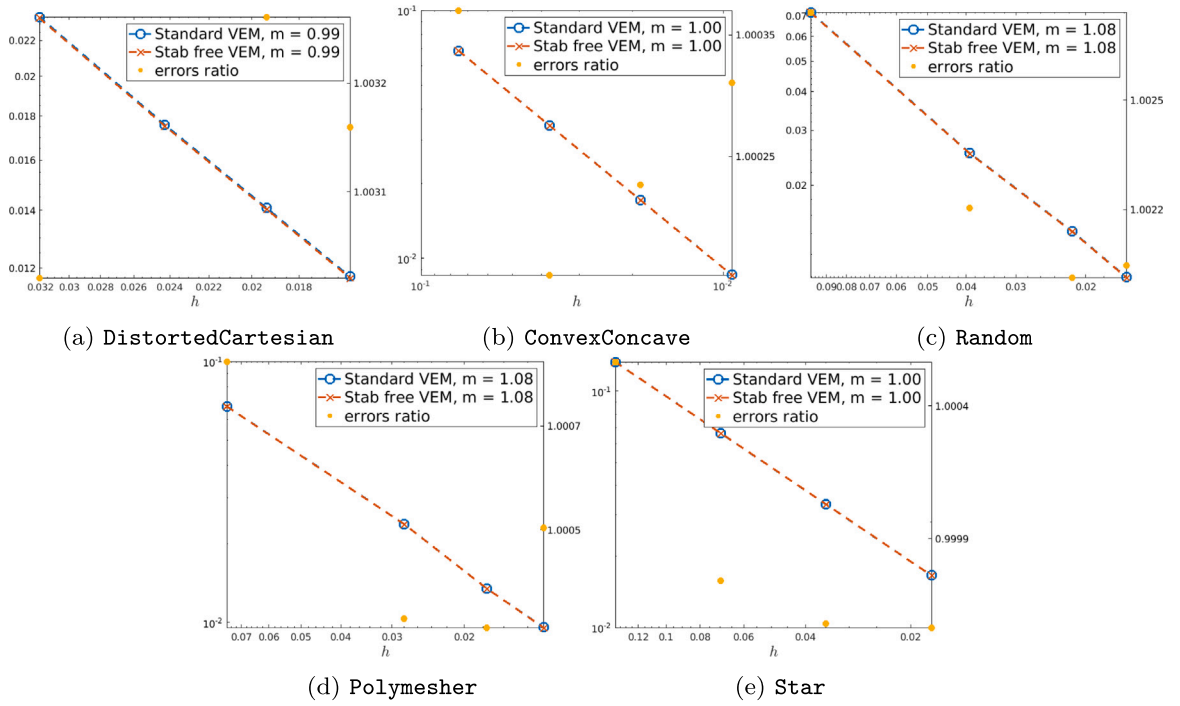 Standard VEM, m = 0.99
Stab free VEM, m = 0.99
errors ratio
0.022
0.02
0.018
0.016
0.014
0.012
1.0032
1.0031
0.032 0.03 0.028 0.026 0.024 0.022 0.02 0.018
h
(a) DistortedCartesian
Standard VEM, m = 1.00
Stab free VEM, m = 1.00
errors ratio
10-1
10-2
1.00035
1.00025
10-1 10-2
h
(b) ConvexConcave
Standard VEM, m = 1.08
Stab free VEM, m = 1.08
errors ratio
0.07
0.06
0.05
0.04
0.03
0.02
1.0025
1.0022
0.09 0.08 0.07 0.06 0.05 0.04 0.03 0.02
h
(c) Random
Standard VEM, m = 1.08
Stab free VEM, m = 1.08
errors ratio
10-1
10-2
1.0007
1.0005
0.07 0.06 0.05 0.04 0.03 0.02
h
(d) Polymesher
Standard VEM, m = 1.00
Stab free VEM, m = 1.00
errors ratio
10-1
10-2
1.0004
0.9999
0.12 0.1 0.08 0.06 0.04 0.02
h
(e) Star